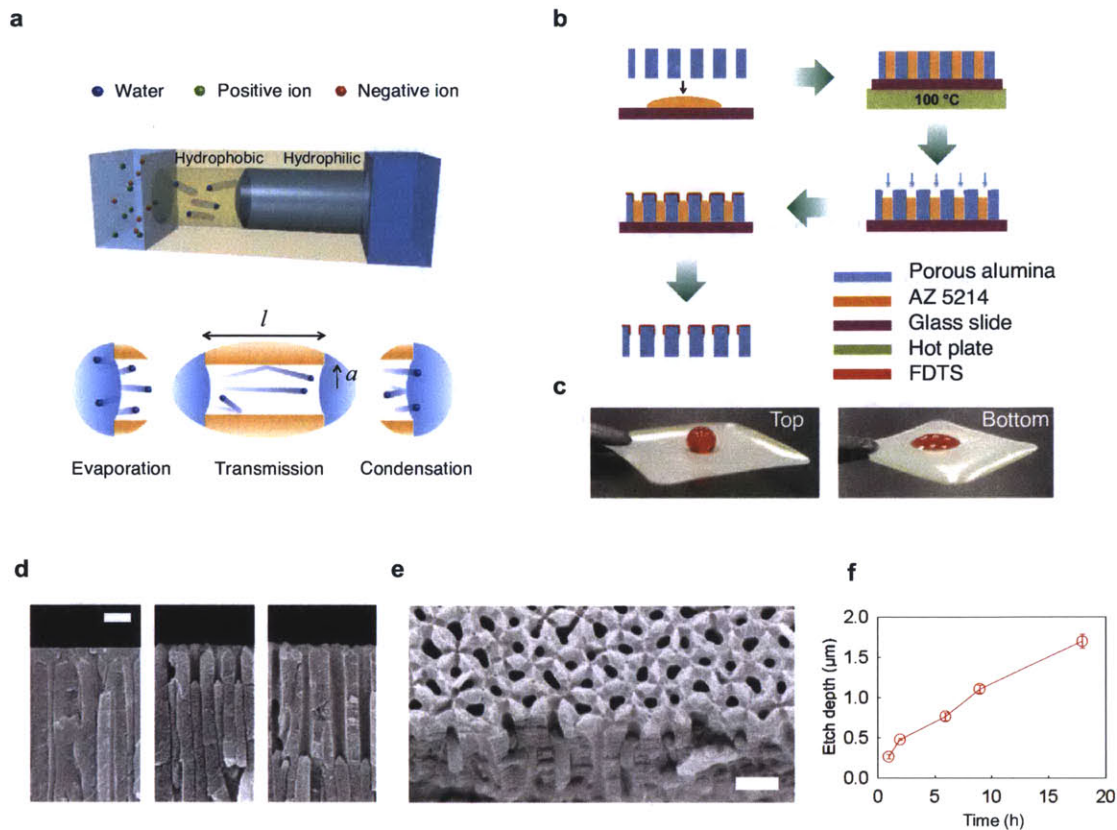 a
Water
Positive ion
Negative ion
Hydrophobic
Hydrophilic
l
a
Evaporation
Transmission
Condensation
b
100 °C
Porous alumina
AZ 5214
Glass slide
Hot plate
FDTS
c
Top
Bottom
d
e
f
2.0
1.5
1.0
0.5
0.0
Etch depth (μm)
0
5
10
15
20
Time (h)